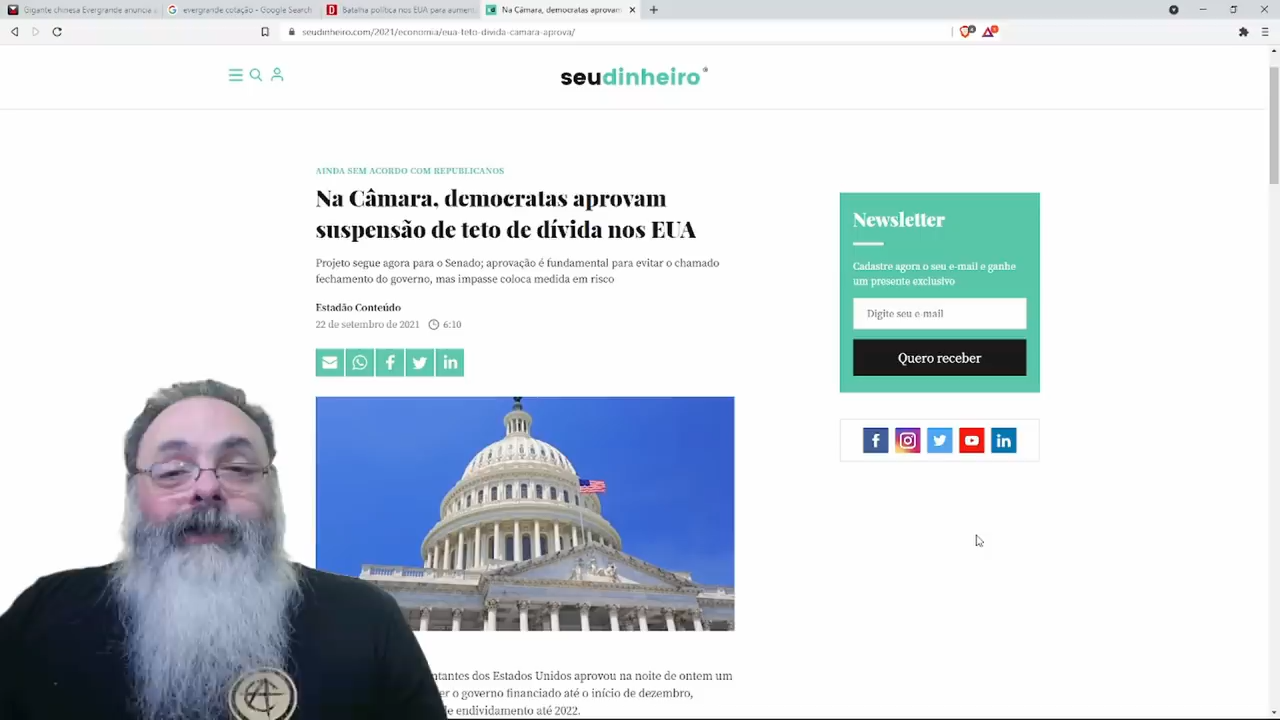 Gigante chinesa Evergrande anuncia a
evergrande cotação - Google Search
Batalha política nos EUA para aumen
Na Câmara, democratas aprovam
seudinheiro.com/2021/economia/eua-teto-divida-camara-aprova/
seudinheiro
AINDA SEM ACORDO COM REPUBLICANOS
Na Câmara, democratas aprovam
suspensão de teto de dívida nos EUA
Projeto segue agora para o Senado; aprovação é fundamental para evitar o chamado
fechamento do governo, mas impasse coloca medida em risco
Estadão Conteúdo
22 de setembro de 2021 6:10
Newsletter
Cadastre agora o seu e-mail e ganhe
um presente exclusivo
Digite seu e-mail
Quero receber
ntantes dos Estados Unidos aprovou na noite de ontem um
er o governo financiado até o início de dezembro,
e endividamento até 2022.